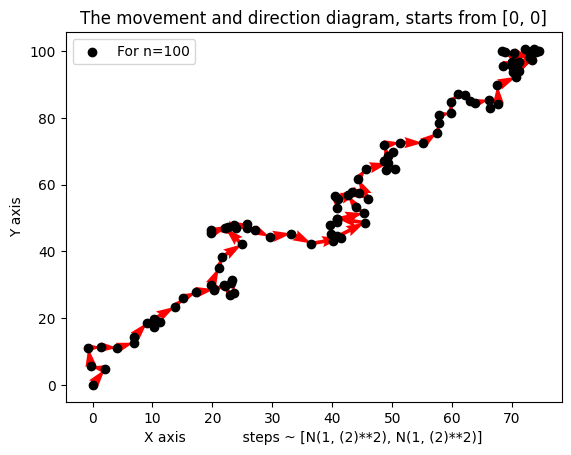 The movement and direction diagram, starts from [0, 0]
For n=100
100
80
60
40
20
0
Y axis
0 10 20 30 40 50 60 70
X axis steps ~ [N(1, (2)**2), N(1, (2)**2)]